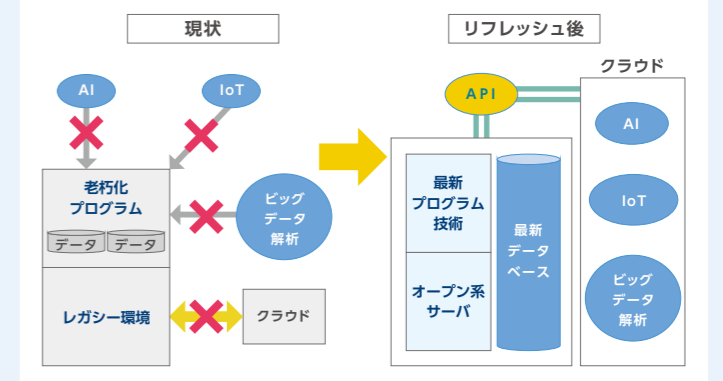 現状
AI
IoT
老朽化
プログラム
データ
データ
ビッグ
データ
解析
レガシー環境
クラウド
リフレッシュ後
クラウド
API
AI
最新
プログラム
技術
IoT
最新
データ
ベース
オープン系
サーバ
ビッグ
データ
解析